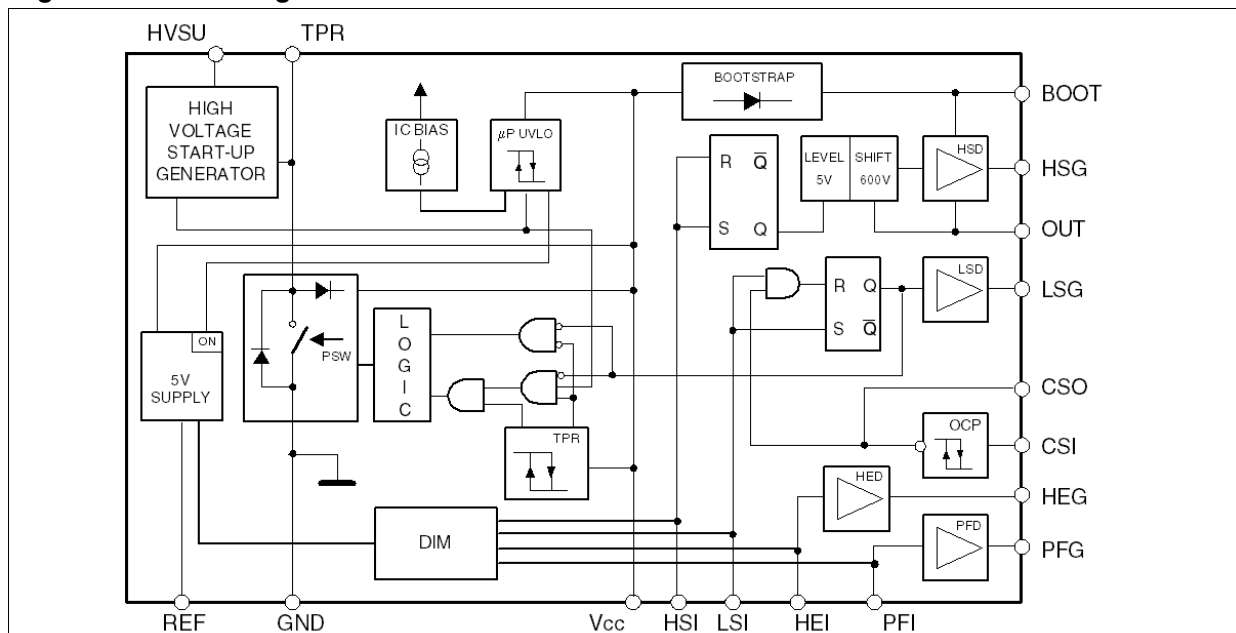 HVSU TPR
HIGH
VOLTAGE
START-UP
GENERATOR
IC BIAS
µP UVLO
BOOTSTRAP
BOOT
R Q̅
S Q
LEVEL SHIFT
5V 600V
HSD
HSG
OUT
R Q
S Q̅
LSD
LSG
ON
5V
SUPPLY
PSW
L
O
G
I
C
TPR
CSO
OCP
CSI
HED
HEG
DIM
PFD
PFG
REF GND Vcc HSI LSI HEI PFI